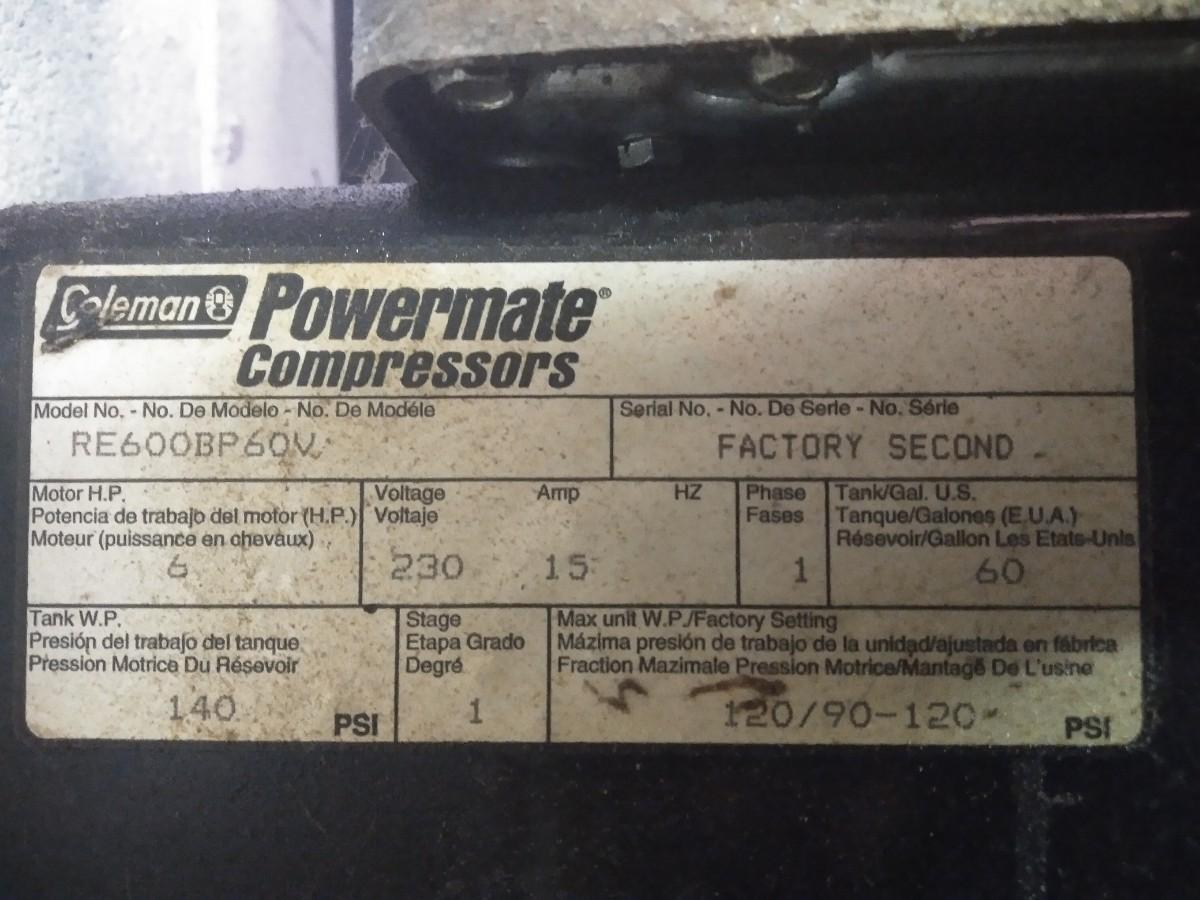 Coleman Powermate®
Compressors
Model No. - No. De Modelo - No. De Modéle
RE600BP60V
Serial No. - No. De Serie - No. Série
FACTORY SECOND
Motor H.P.
Potencia de trabajo del motor (H.P.)
Moteur (puissance en chevaux)
6
Voltage Amp HZ
Voltaje
230 15
Phase
Fases
1
Tank/Gal. U.S.
Tanque/Galones (E.U.A.)
Résevoir/Gallon Les Etats-Unis
60
Tank W.P.
Presión del trabajo del tanque
Pression Motrice Du Résevoir
140 PSI
Stage
Etapa Grado
Degré
1
Max unit W.P./Factory Setting
Mázima presión de trabajo de la unidad/ajustada en fábrica
Fraction Mazimale Pression Motrice/Mantagé De L'usine
120/90-120 PSI